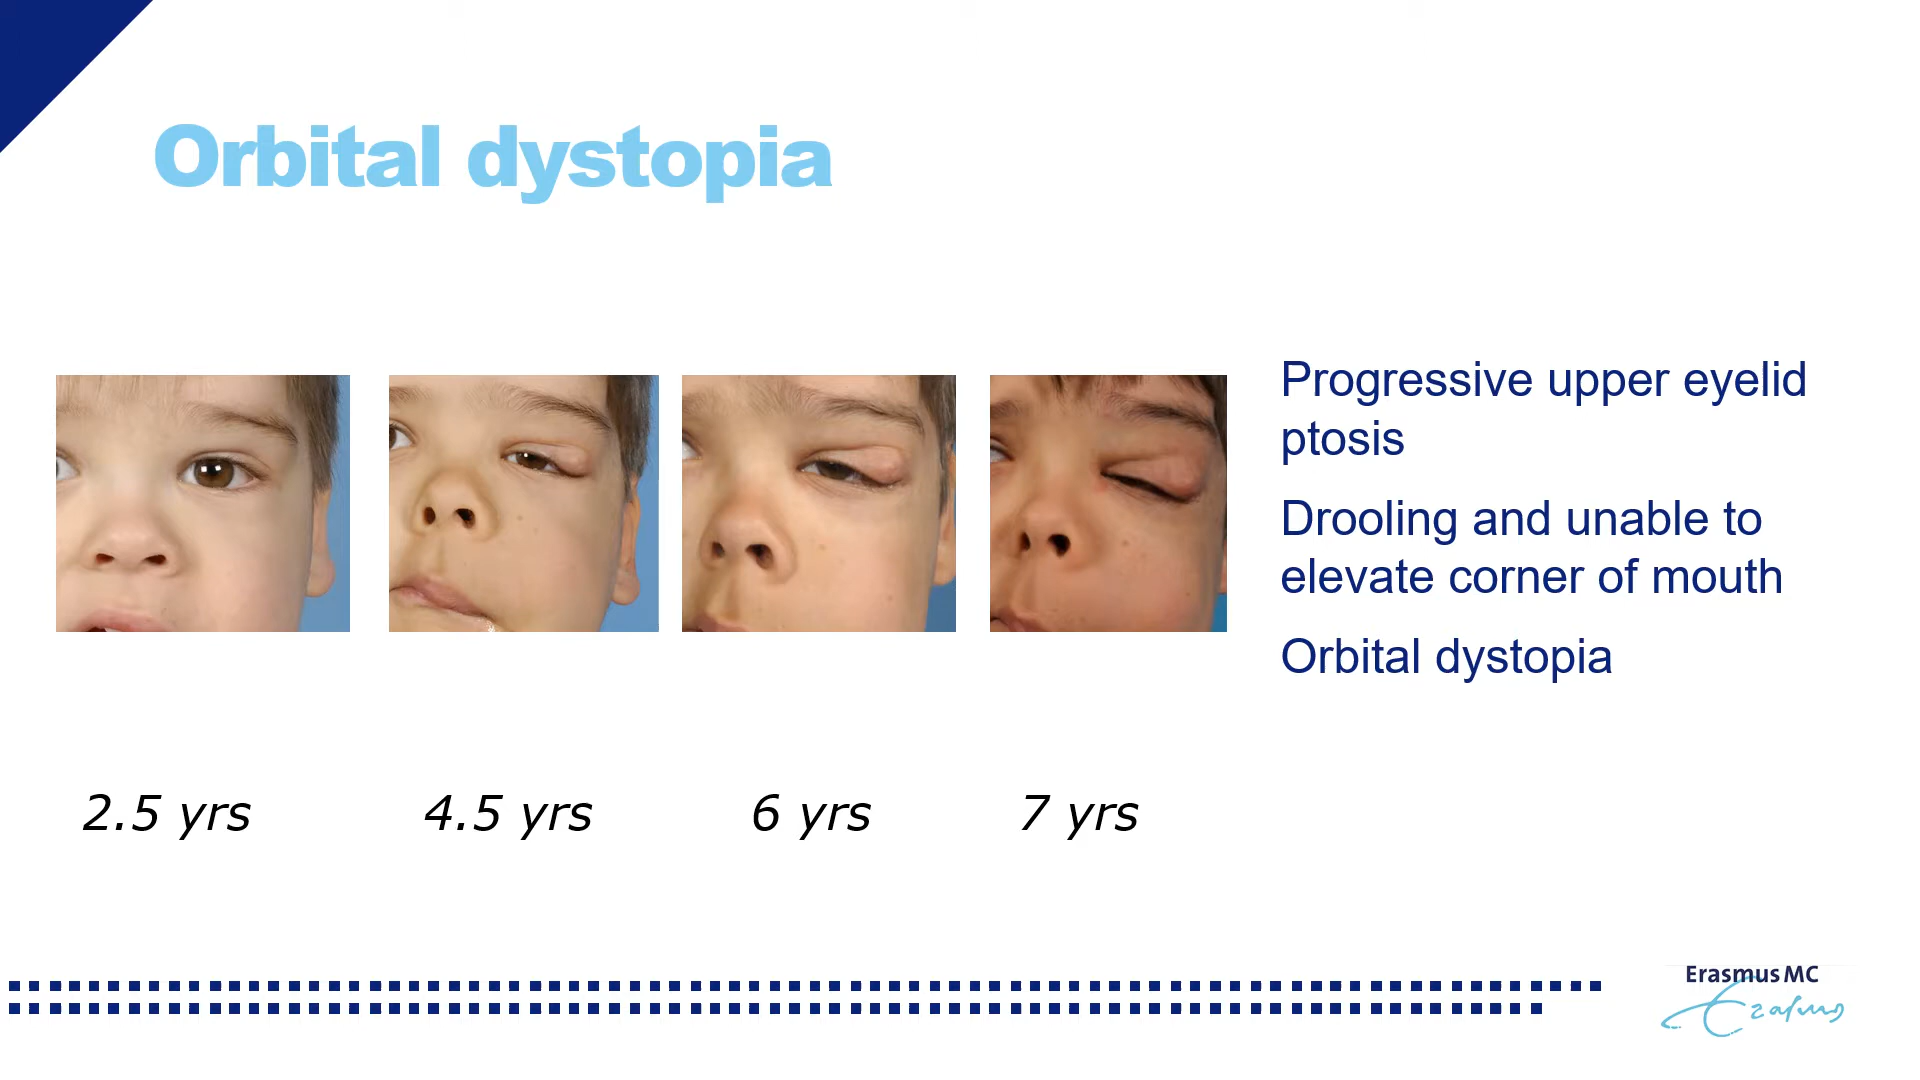 Orbital dystopia
Progressive upper eyelid
ptosis
Drooling and unable to
elevate corner of mouth
Orbital dystopia
2.5 yrs
4.5 yrs
6 yrs
7 yrs
Erasmus MC
Erasmus